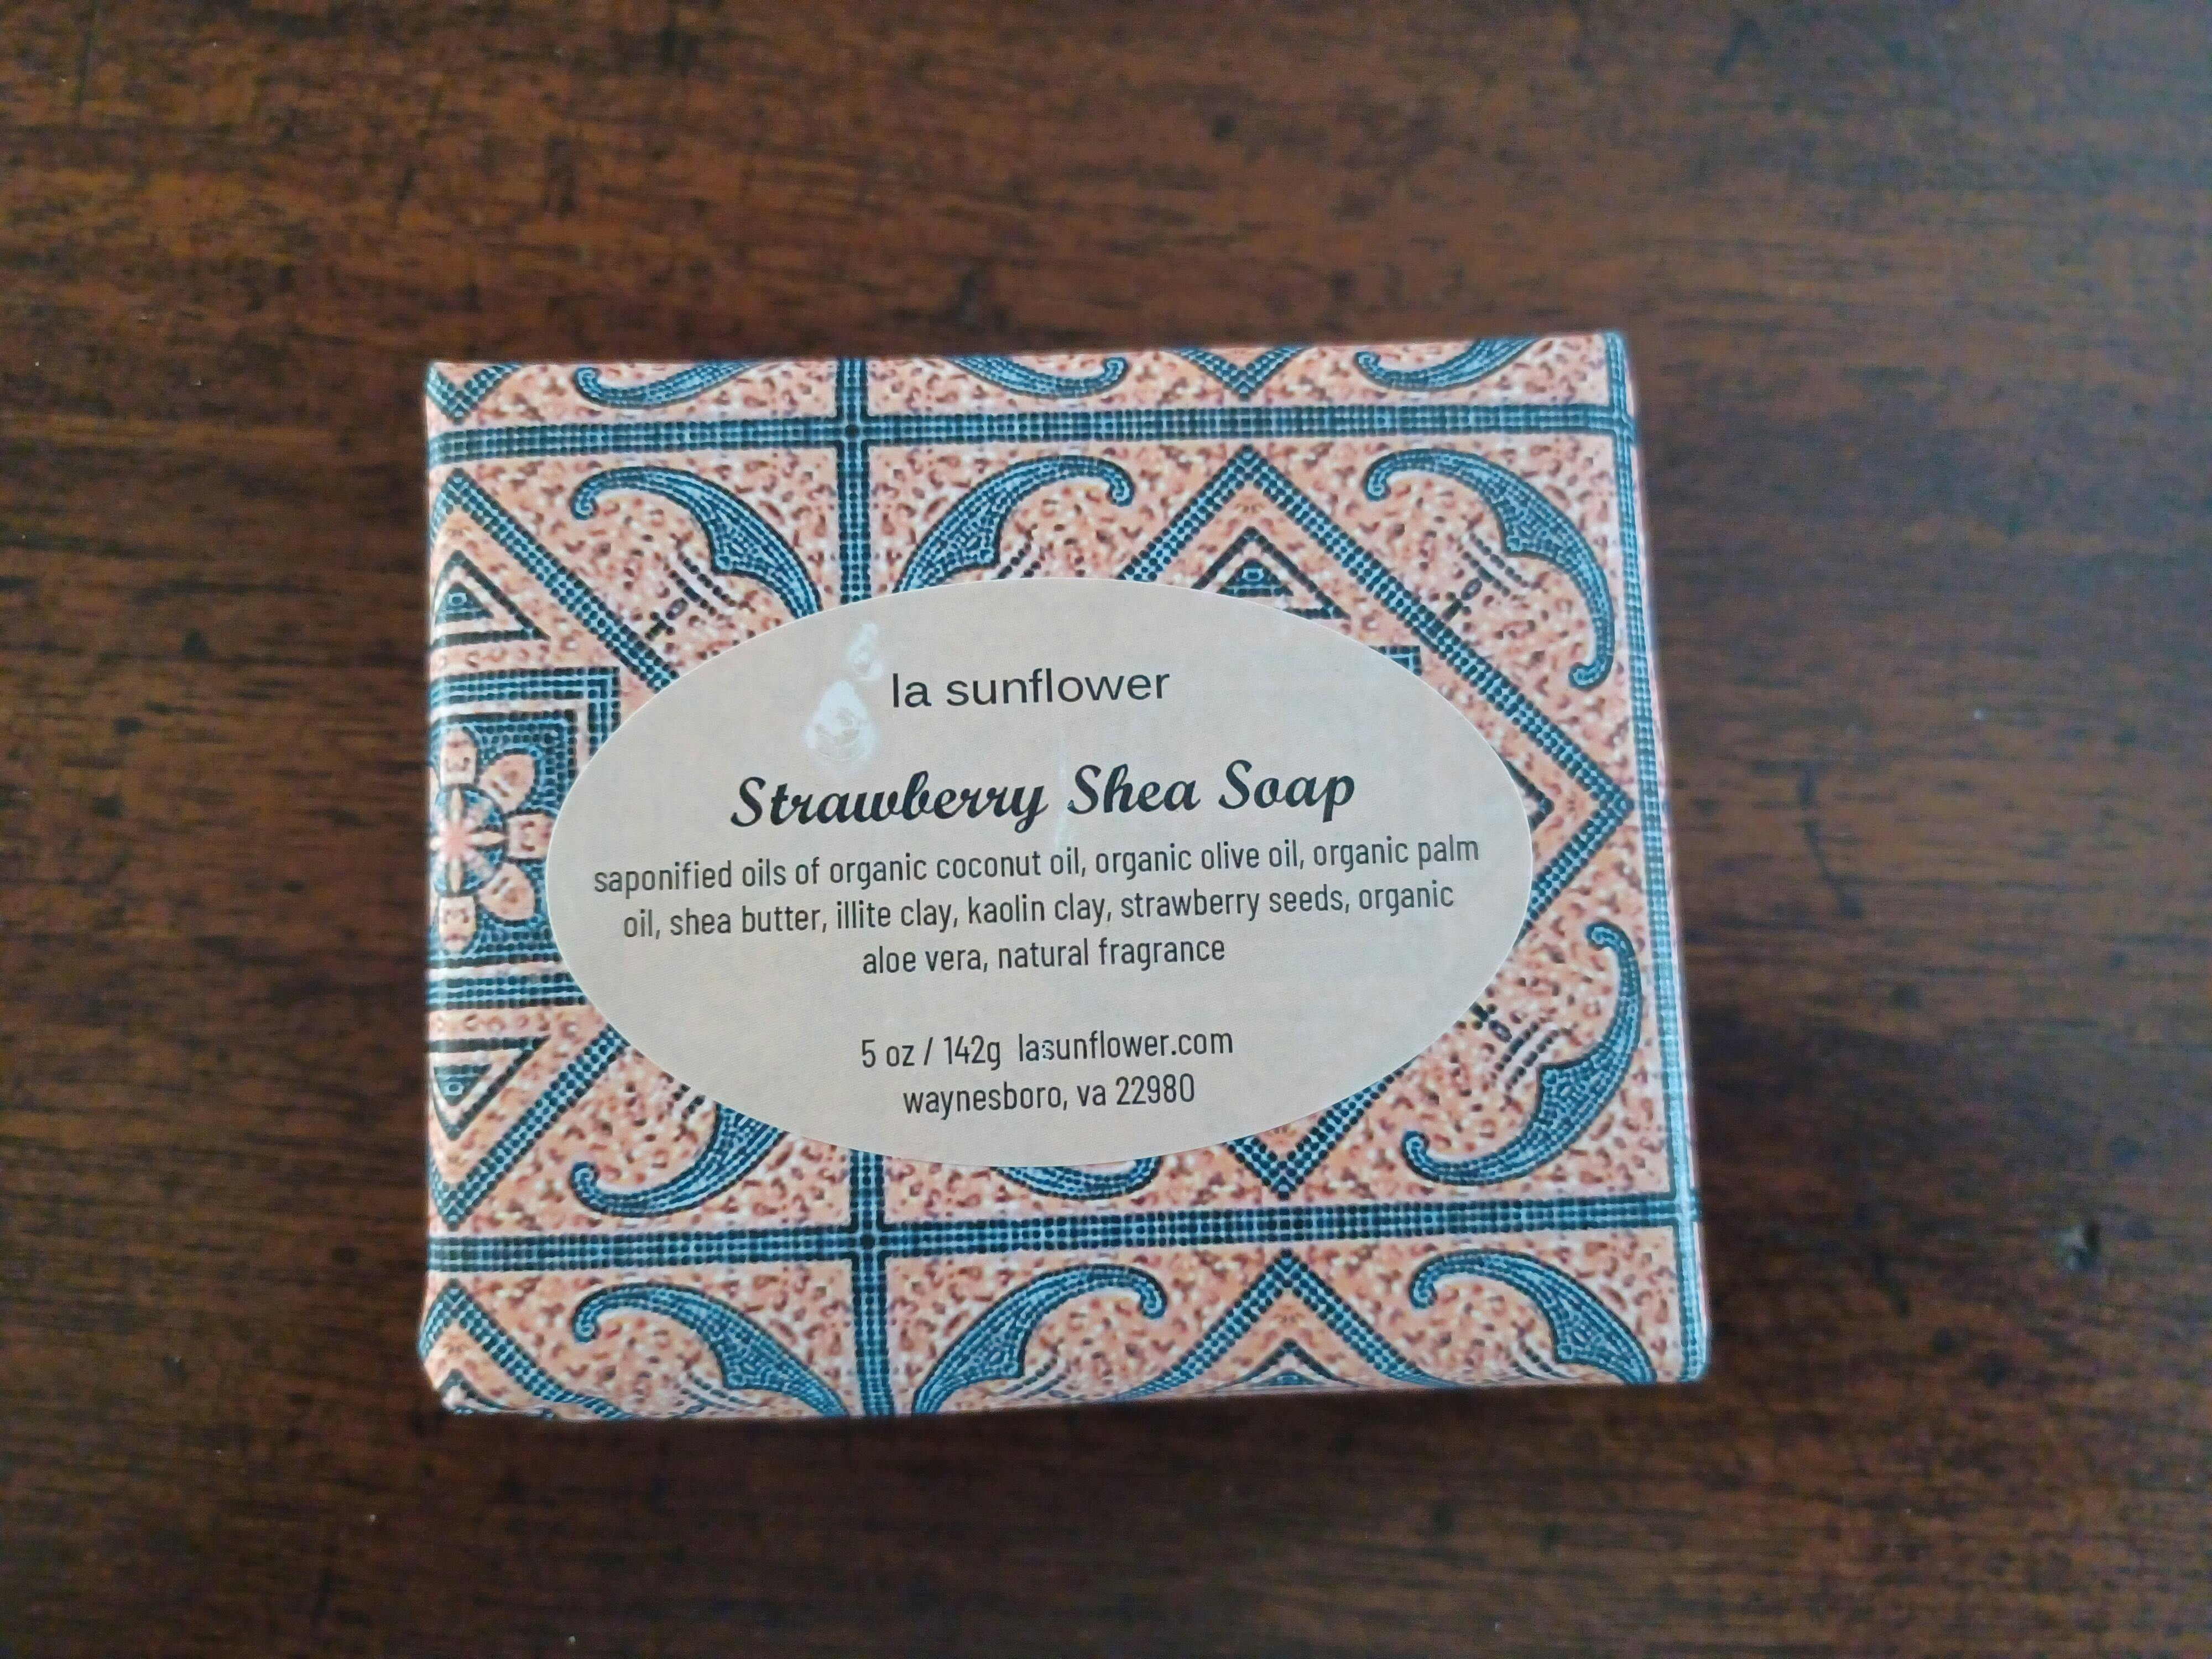 la sunflower
Strawberry Shea Soap
saponified oils of organic coconut oil, organic olive oil, organic palm
oil, shea butter, illite clay, kaolin clay, strawberry seeds, organic
aloe vera, natural fragrance
5 oz / 142g  lasunflower.com
waynesboro, va 22980